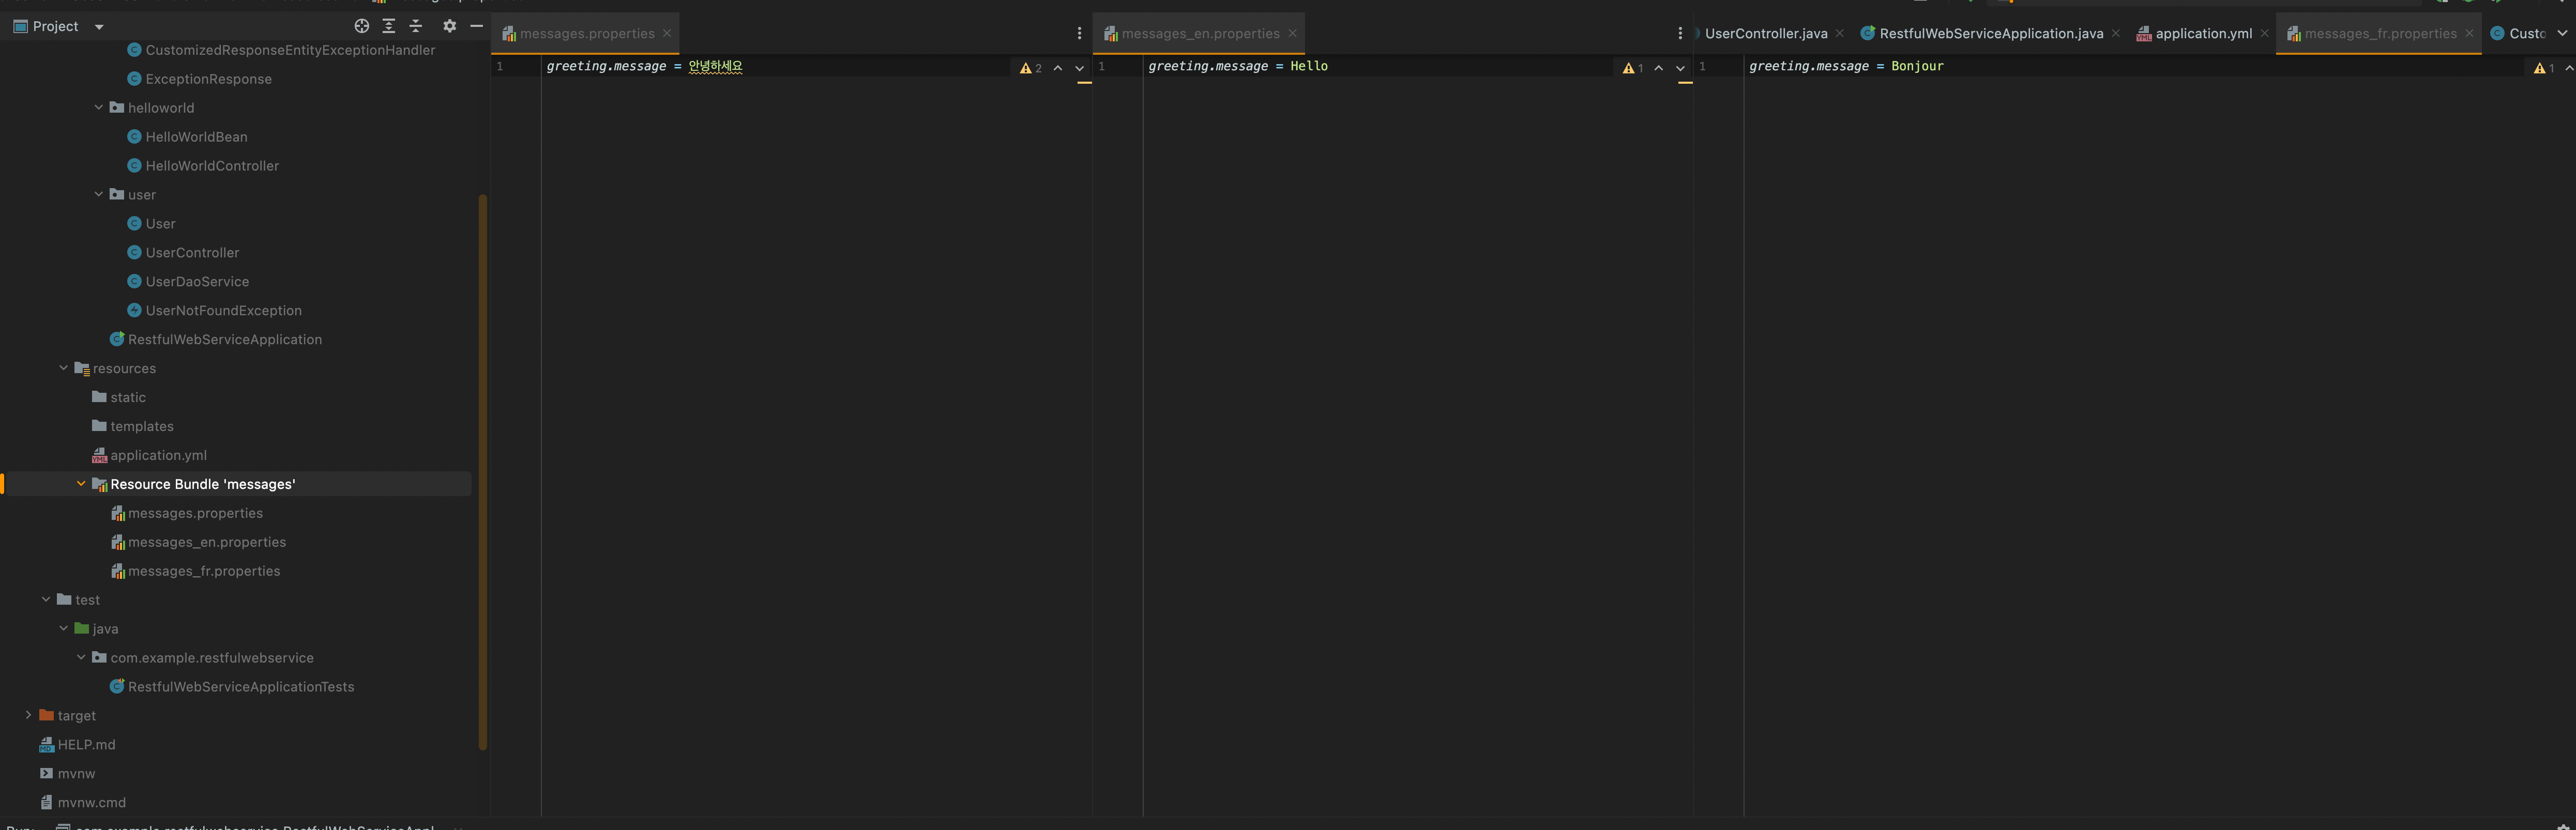 Project
CustomizedResponseEntityExceptionHandler
ExceptionResponse
helloworld
HelloWorldBean
HelloWorldController
user
User
UserController
UserDaoService
UserNotFoundException
RestfulWebServiceApplication
resources
static
templates
application.yml
Resource Bundle 'messages'
messages.properties
messages_en.properties
messages_fr.properties
test
java
com.example.restfulwebservice
RestfulWebServiceApplicationTests
target
HELP.md
mvnw
mvnw.cmd
messages.properties
1 greeting.message = 안녕하세요
2
messages_en.properties
1 greeting.message = Hello
1
UserController.java RestfulWebServiceApplication.java application.yml messages_fr.properties Custo
1 greeting.message = Bonjour
1